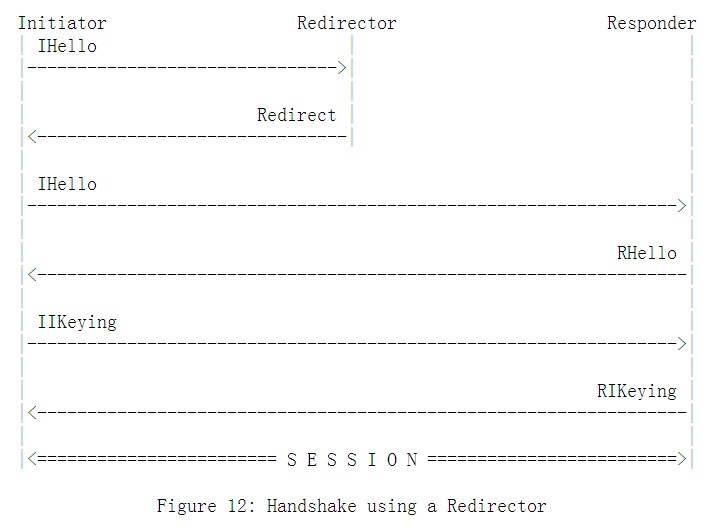 Initiator Redirector Responder
IHello
Redirect
IHello
RHello
IIKeying
RIKeying
S E S S I O N
Figure 12: Handshake using a Redirector